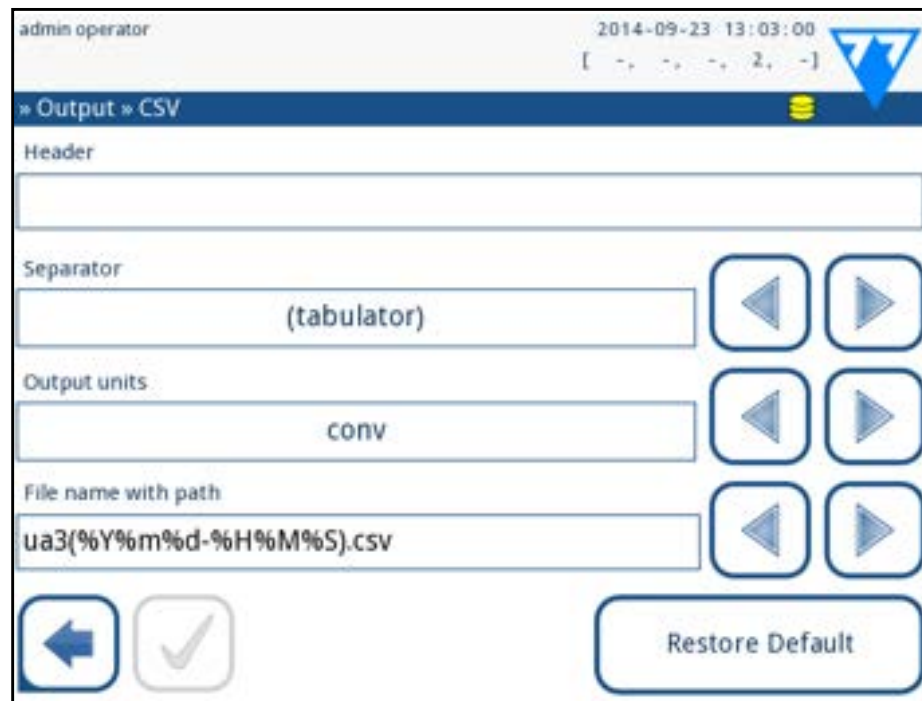 admin operator
2014-09-23 13:03:00
[ -, -, -, 2, -]
» Output » CSV
Header
Separator
(tabulator)
Output units
conv
File name with path
ua3(%Y%m%d-%H%M%S).csv
Restore Default